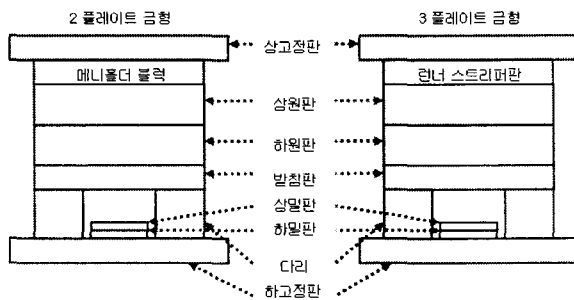 2 플레이트 금형
3 플레이트 금형
상고정판
메니홀더 블럭
런너 스트리퍼판
상원판
하원판
받침판
상밀판
하밀판
다리
하고정판